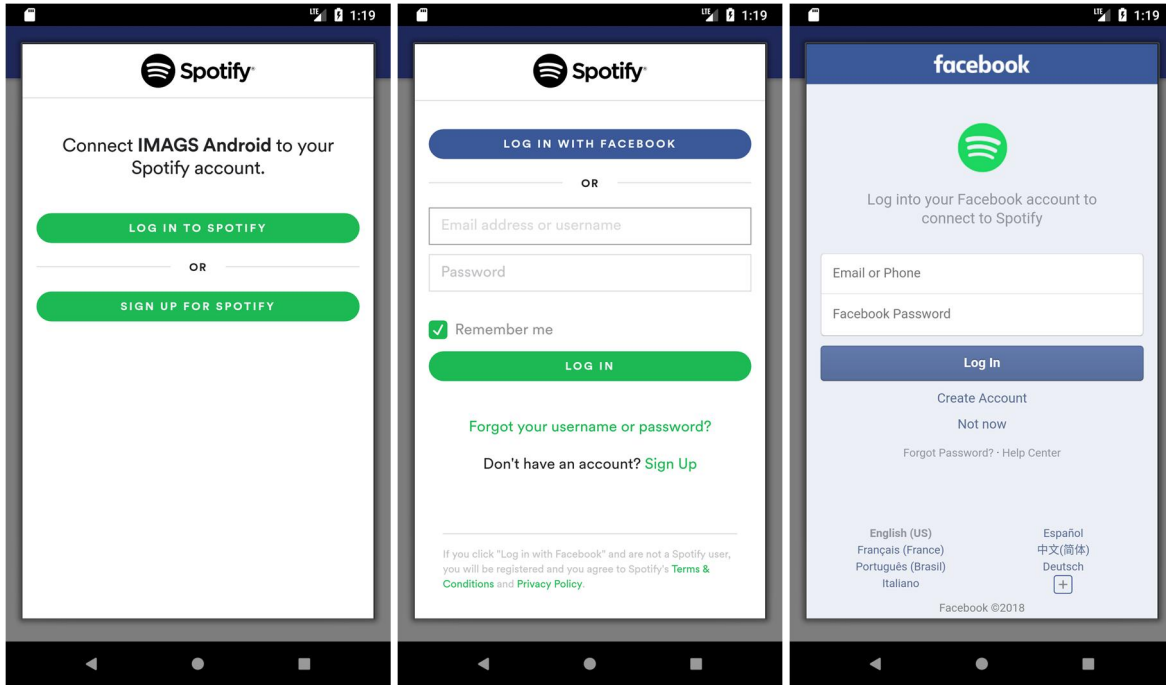 LTE 1:19
Spotify
Connect IMAGS Android to your
Spotify account.
LOG IN TO SPOTIFY
OR
SIGN UP FOR SPOTIFY
LTE 1:19
Spotify
LOG IN WITH FACEBOOK
OR
Email address or username
Password
Remember me
LOG IN
Forgot your username or password?
Don't have an account? Sign Up
If you click "Log in with Facebook" and are not a Spotify user,
you will be registered and you agree to Spotify's Terms &
Conditions and Privacy Policy.
LTE 1:19
facebook
Log into your Facebook account to
connect to Spotify
Email or Phone
Facebook Password
Log In
Create Account
Not now
Forgot Password? · Help Center
English (US) Español
Français (France) 中文(简体)
Português (Brasil) Deutsch
Italiano
Facebook ©2018